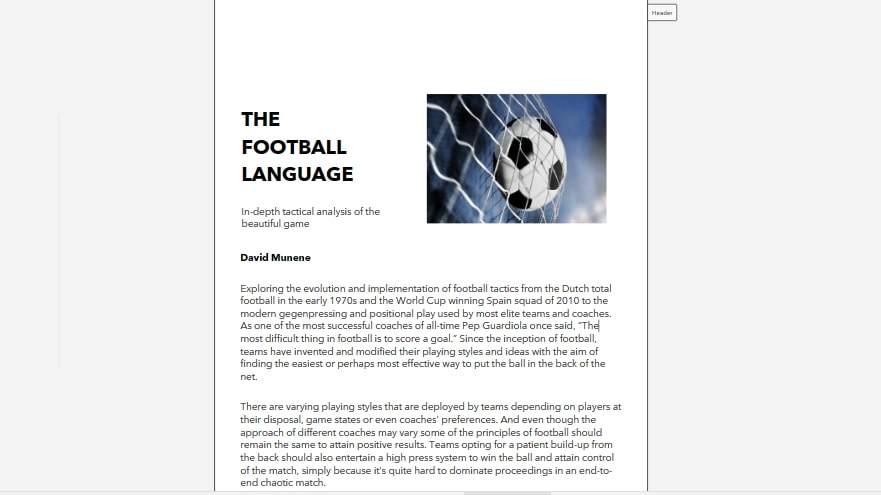 Header
THE
FOOTBALL
LANGUAGE
In-depth tactical analysis of the
beautiful game
David Munene
Exploring the evolution and implementation of football tactics from the Dutch total
football in the early 1970s and the World Cup winning Spain squad of 2010 to the
modern gegenpressing and positional play used by most elite teams and coaches.
As one of the most successful coaches of all-time Pep Guardiola once said, “The
most difficult thing in football is to score a goal.” Since the inception of football,
teams have invented and modified their playing styles and ideas with the aim of
finding the easiest or perhaps most effective way to put the ball in the back of the
net.
There are varying playing styles that are deployed by teams depending on players at
their disposal, game states or even coaches’ preferences. And even though the
approach of different coaches may vary some of the principles of football should
remain the same to attain positive results. Teams opting for a patient build-up from
the back should also entertain a high press system to win the ball and attain control
of the match, simply because it’s quite hard to dominate proceedings in an end-to-
end chaotic match.